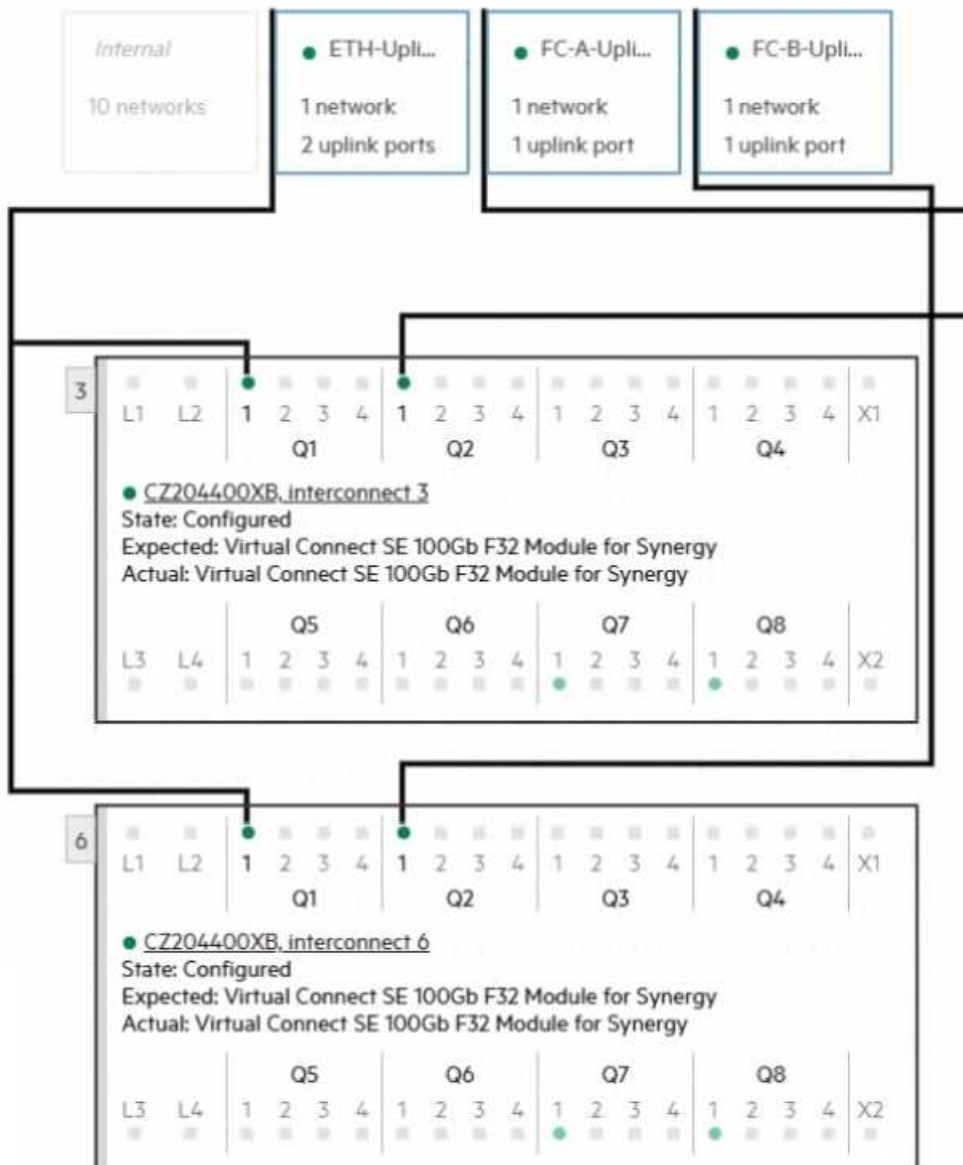 Internal
10 networks
ETH-Upli...
1 network
2 uplink ports
FC-A-Upli...
1 network
1 uplink port
FC-B-Upli...
1 network
1 uplink port
3
L1 L2 1 2 3 4 1 2 3 4 1 2 3 4 1 2 3 4 X1
Q1 Q2 Q3 Q4
CZ204400XB, interconnect 3
State: Configured
Expected: Virtual Connect SE 100Gb F32 Module for Synergy
Actual: Virtual Connect SE 100Gb F32 Module for Synergy
Q5 Q6 Q7 Q8
L3 L4 1 2 3 4 1 2 3 4 1 2 3 4 1 2 3 4 X2
6
L1 L2 1 2 3 4 1 2 3 4 1 2 3 4 1 2 3 4 X1
Q1 Q2 Q3 Q4
CZ204400XB, interconnect 6
State: Configured
Expected: Virtual Connect SE 100Gb F32 Module for Synergy
Actual: Virtual Connect SE 100Gb F32 Module for Synergy
Q5 Q6 Q7 Q8
L3 L4 1 2 3 4 1 2 3 4 1 2 3 4 1 2 3 4 X2